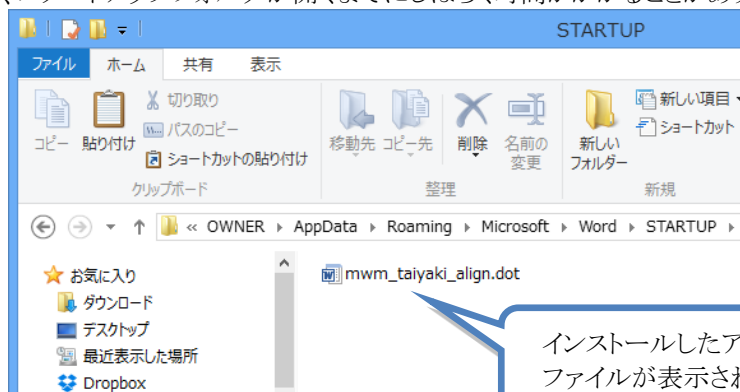 STARTUP
ファイル ホーム 共有 表示
コピー
貼り付け
切り取り
パスのコピー
ショートカットの貼り付け
クリップボード
移動先
コピー先
削除
名前の
変更
整理
新しい
フォルダー
新しい項目
ショートカット
新規
« OWNER AppData Roaming Microsoft Word STARTUP
お気に入り
ダウンロード
デスクトップ
最近表示した場所
Dropbox
mwm_taiyaki_align.dot
インストールしたア
ファイルが表示さ